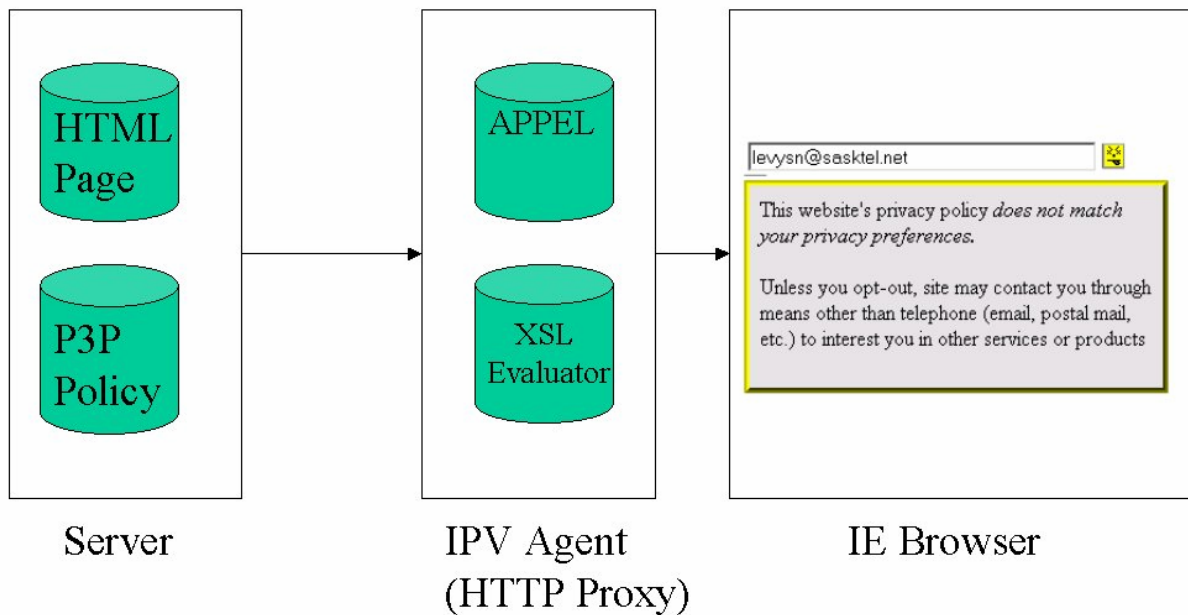 HTML
Page
P3P
Policy
Server
APPEL
XSL
Evaluator
IPV Agent
(HTTP Proxy)
levysn@sasktel.net
This website's privacy policy does not match
your privacy preferences.
Unless you opt-out, site may contact you through
means other than telephone (email, postal mail,
etc.) to interest you in other services or products
IE Browser